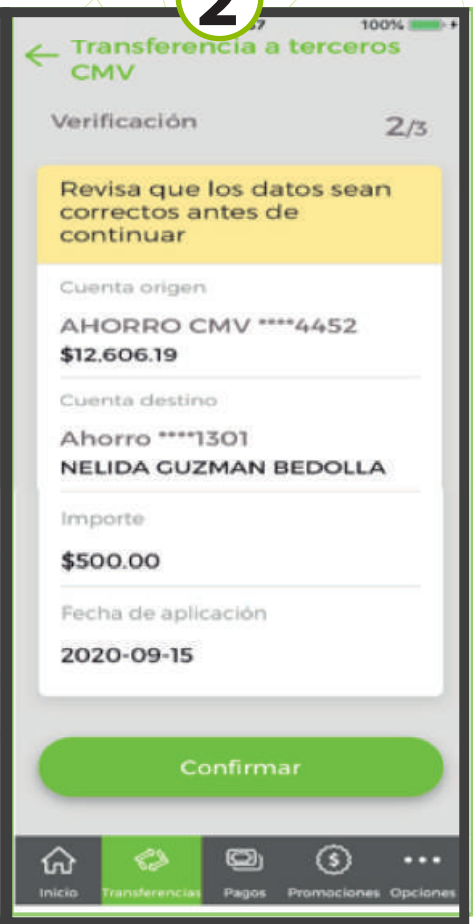 2
7 100%
Transferencia a terceros
CMV
Verificación 2/3
Revisa que los datos sean
correctos antes de
continuar
Cuenta origen
AHORRO CMV ****4452
$12,606.19
Cuenta destino
Ahorro ****1301
NELIDA GUZMAN BEDOLLA
Importe
$500.00
Fecha de aplicación
2020-09-15
Confirmar
Inicio Transferencias Pagos Promociones Opciones